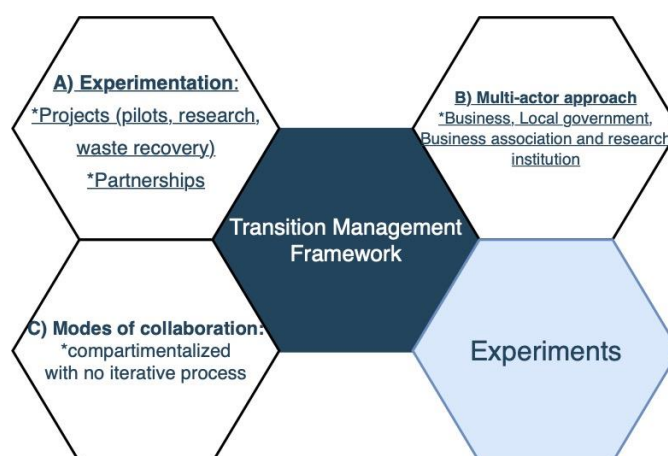 A) Experimentation:
*Projects (pilots, research,
waste recovery)
*Partnerships
B) Multi-actor approach
*Business, Local government,
Business association and research
institution
Transition Management
Framework
C) Modes of collaboration:
*compartimentalized
with no iterative process
Experiments